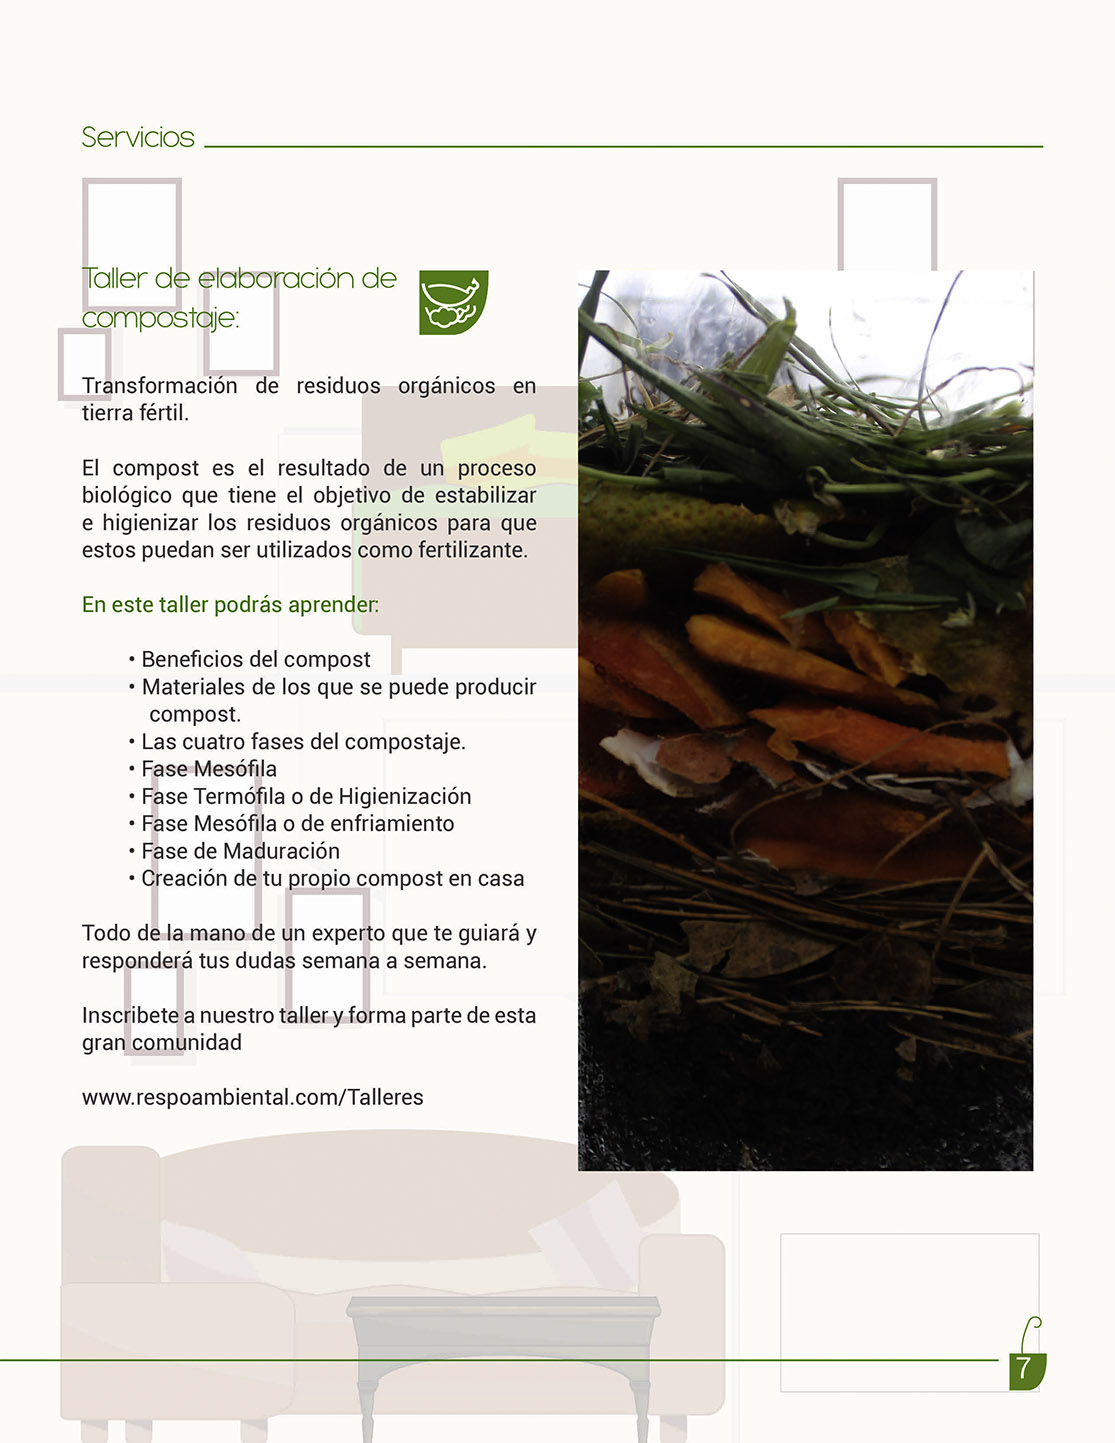 Servicios
Taller de elaboración de
compostaje:
Transformación de residuos orgánicos en
tierra fértil.
El compost es el resultado de un proceso
biológico que tiene el objetivo de estabilizar
e higienizar los residuos orgánicos para que
estos puedan ser utilizados como fertilizante.
En este taller podrás aprender:
• Beneficios del compost
• Materiales de los que se puede producir
compost.
• Las cuatro fases del compostaje.
• Fase Mesófila
• Fase Termófila o de Higienización
• Fase Mesófila o de enfriamiento
• Fase de Maduración
• Creación de tu propio compost en casa
Todo de la mano de un experto que te guiará y
responderá tus dudas semana a semana.
Inscribete a nuestro taller y forma parte de esta
gran comunidad
www.respoambiental.com/Talleres
7